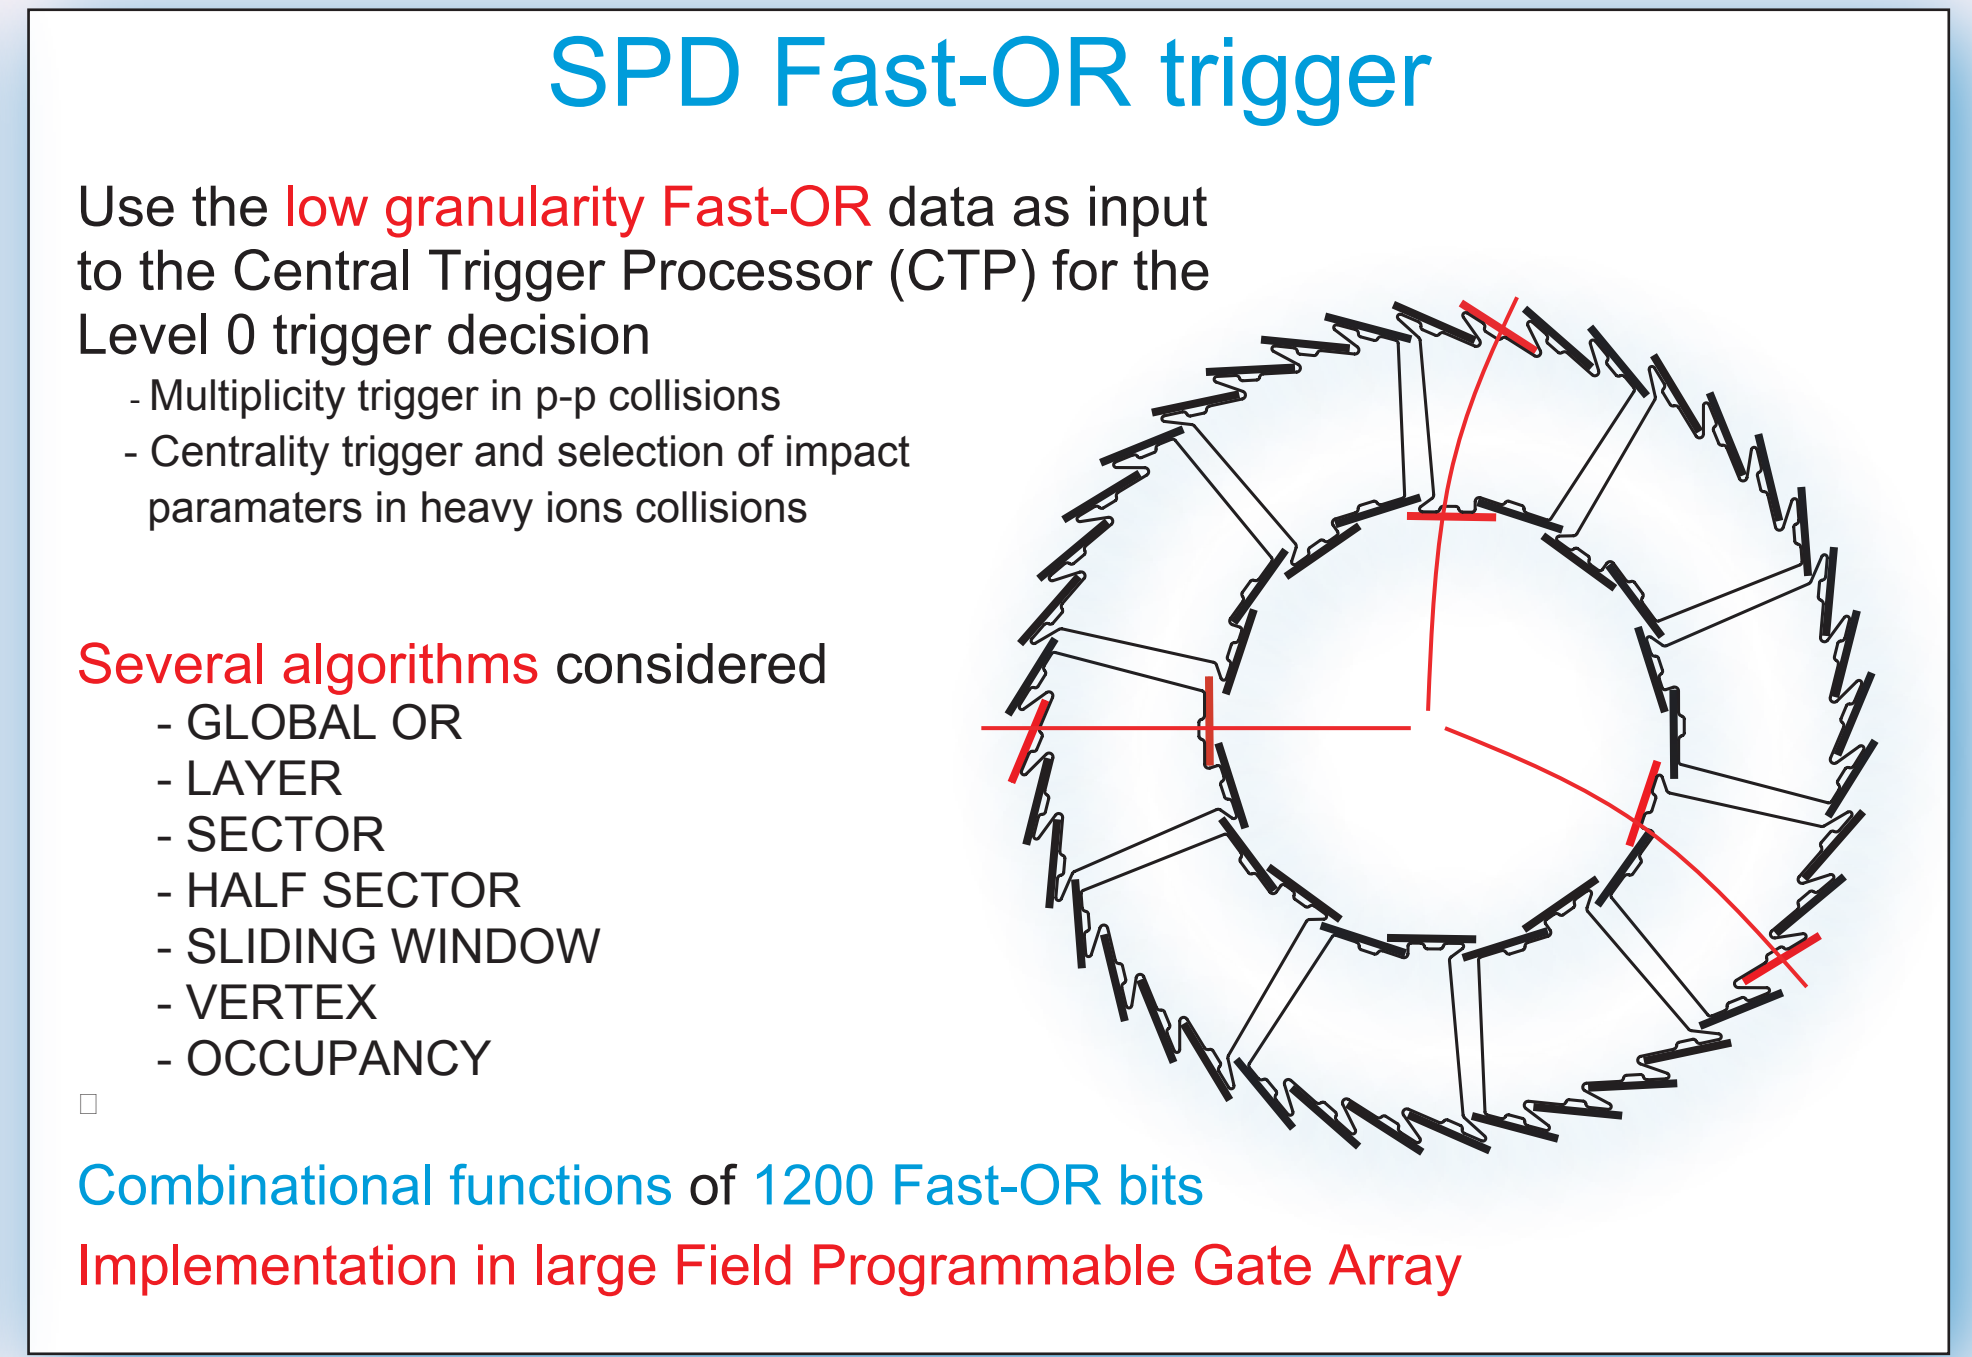 SPD Fast-OR trigger
Use the low granularity Fast-OR data as input
to the Central Trigger Processor (CTP) for the
Level 0 trigger decision
- Multiplicity trigger in p-p collisions
- Centrality trigger and selection of impact
paramaters in heavy ions collisions
Several algorithms considered
- GLOBAL OR
- LAYER
- SECTOR
- HALF SECTOR
- SLIDING WINDOW
- VERTEX
- OCCUPANCY
Combinational functions of 1200 Fast-OR bits
Implementation in large Field Programmable Gate Array